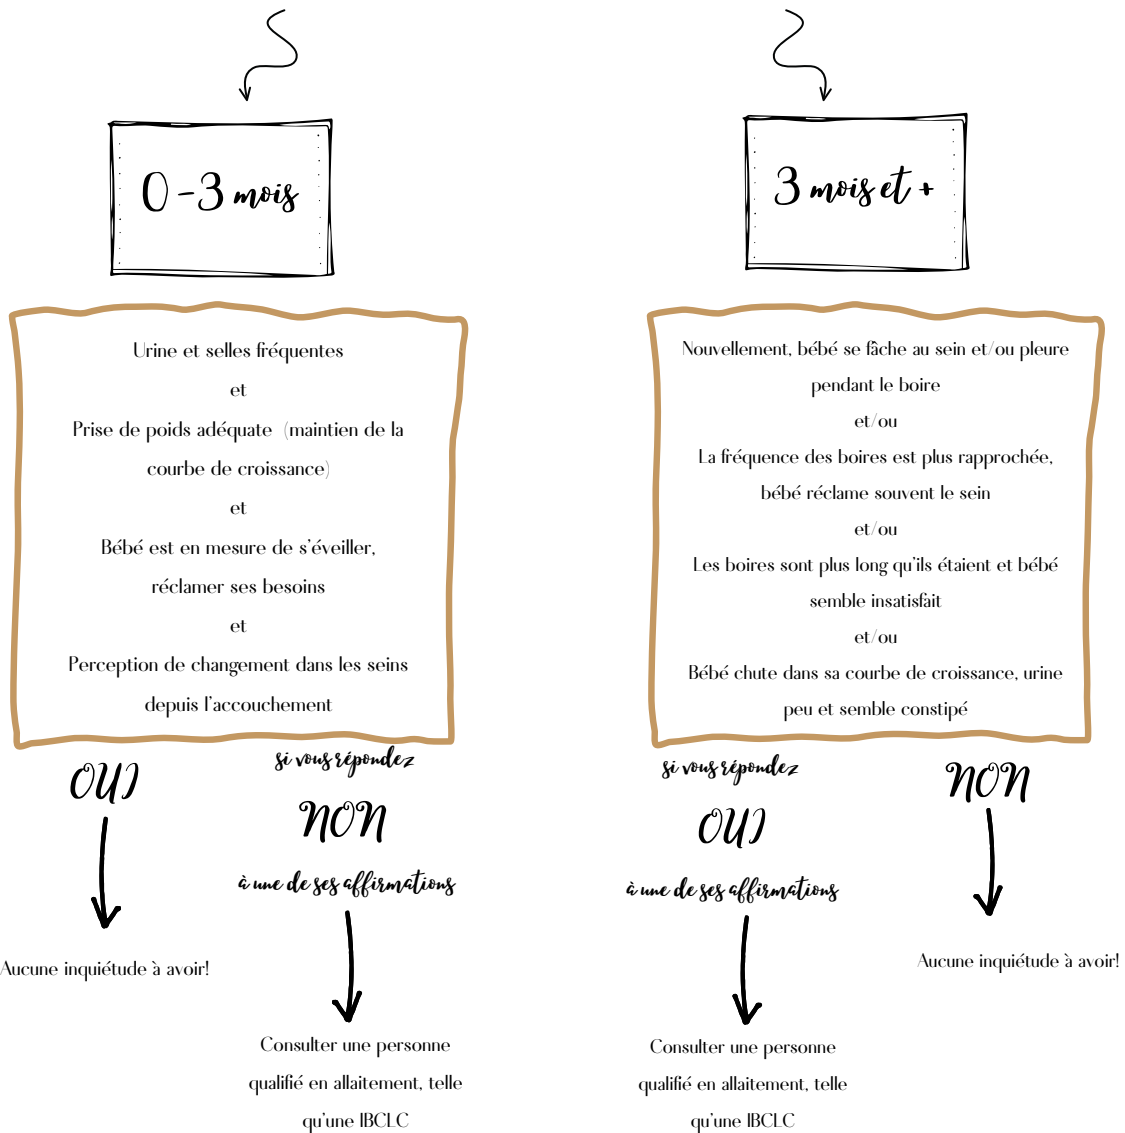 0 - 3 mois
Urine et selles fréquentes
et
Prise de poids adéquate (maintien de la
courbe de croissance)
et
Bébé est en mesure de s'éveiller,
réclamer ses besoins
et
Perception de changement dans les seins
depuis l'accouchement
OUI
Aucune inquiétude à avoir!
si vous répondez
NON
à une de ses affirmations
Consulter une personne
qualifié en allaitement, telle
qu'une IBCLC
3 mois et +
Nouvellement, bébé se fâche au sein et/ou pleure
pendant le boire
et/ou
La fréquence des boires est plus rapprochée,
bébé réclame souvent le sein
et/ou
Les boires sont plus long qu'ils étaient et bébé
semble insatisfait
et/ou
Bébé chute dans sa courbe de croissance, urine
peu et semble constipé
si vous répondez
OUI
à une de ses affirmations
Consulter une personne
qualifié en allaitement, telle
qu'une IBCLC
NON
Aucune inquiétude à avoir!